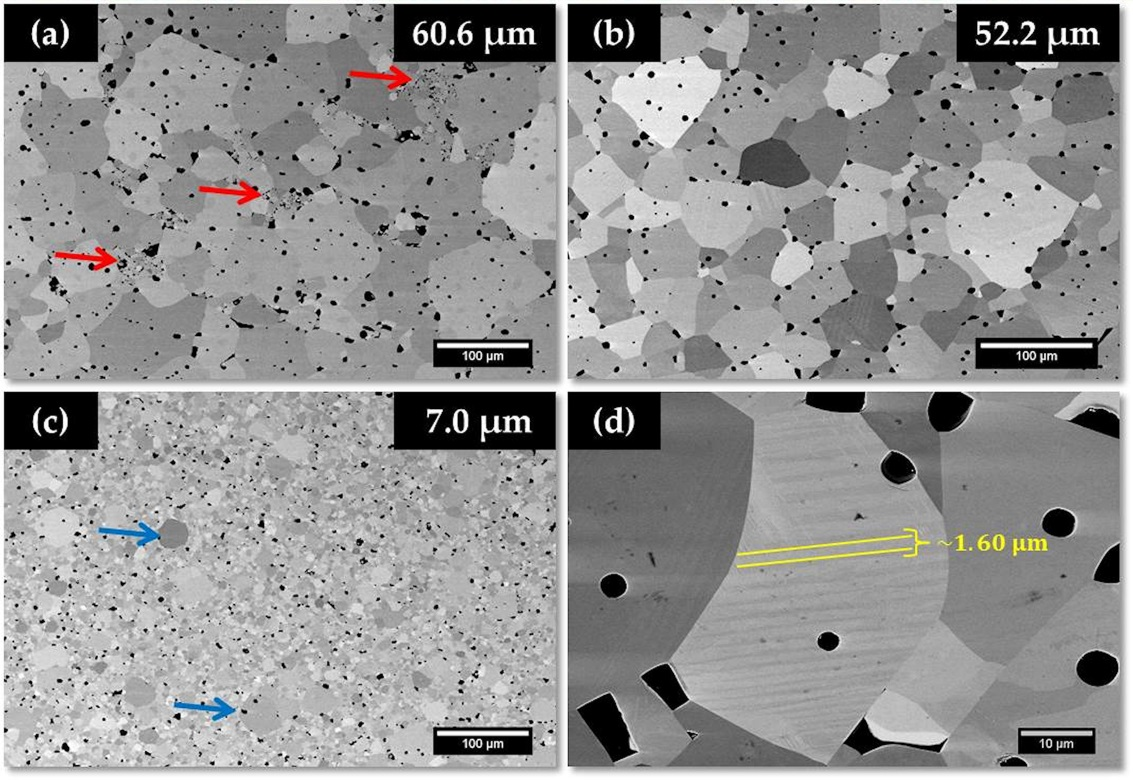 (a)
60.6 µm
100 µm
(b)
52.2 µm
100 µm
(c)
7.0 µm
100 µm
(d)
~1.60 µm
10 µm